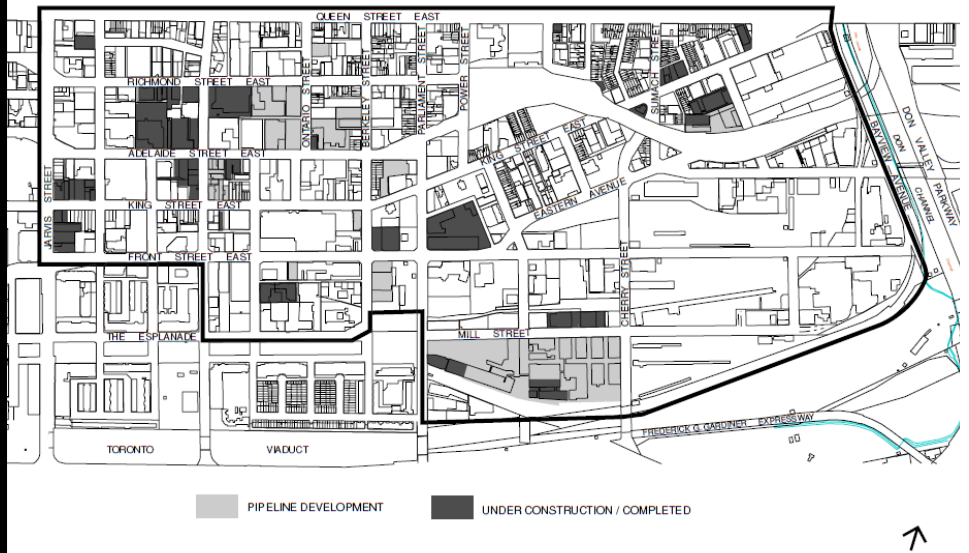 QUEEN STREET EAST
RICHMOND STREET EAST
ONTARIO STREET
BERKELEY STREET
PARLIAMENT STREET
POWER STREET
SUMACH STREET
ADELAIDE STREET EAST
KING STREET EAST
EASTERN AVENUE
JARVIS STREET
KING STREET EAST
FRONT STREET EAST
CHERRY STREET
BAYVIEW AVENUE
DON CHANNEL
DON VALLEY PARKWAY
THE ESPLANADE
MILL STREET
FREDERICK G. GARDINER EXPRESSWAY
TORONTO VIADUCT
PIPELINE DEVELOPMENT
UNDER CONSTRUCTION / COMPLETED